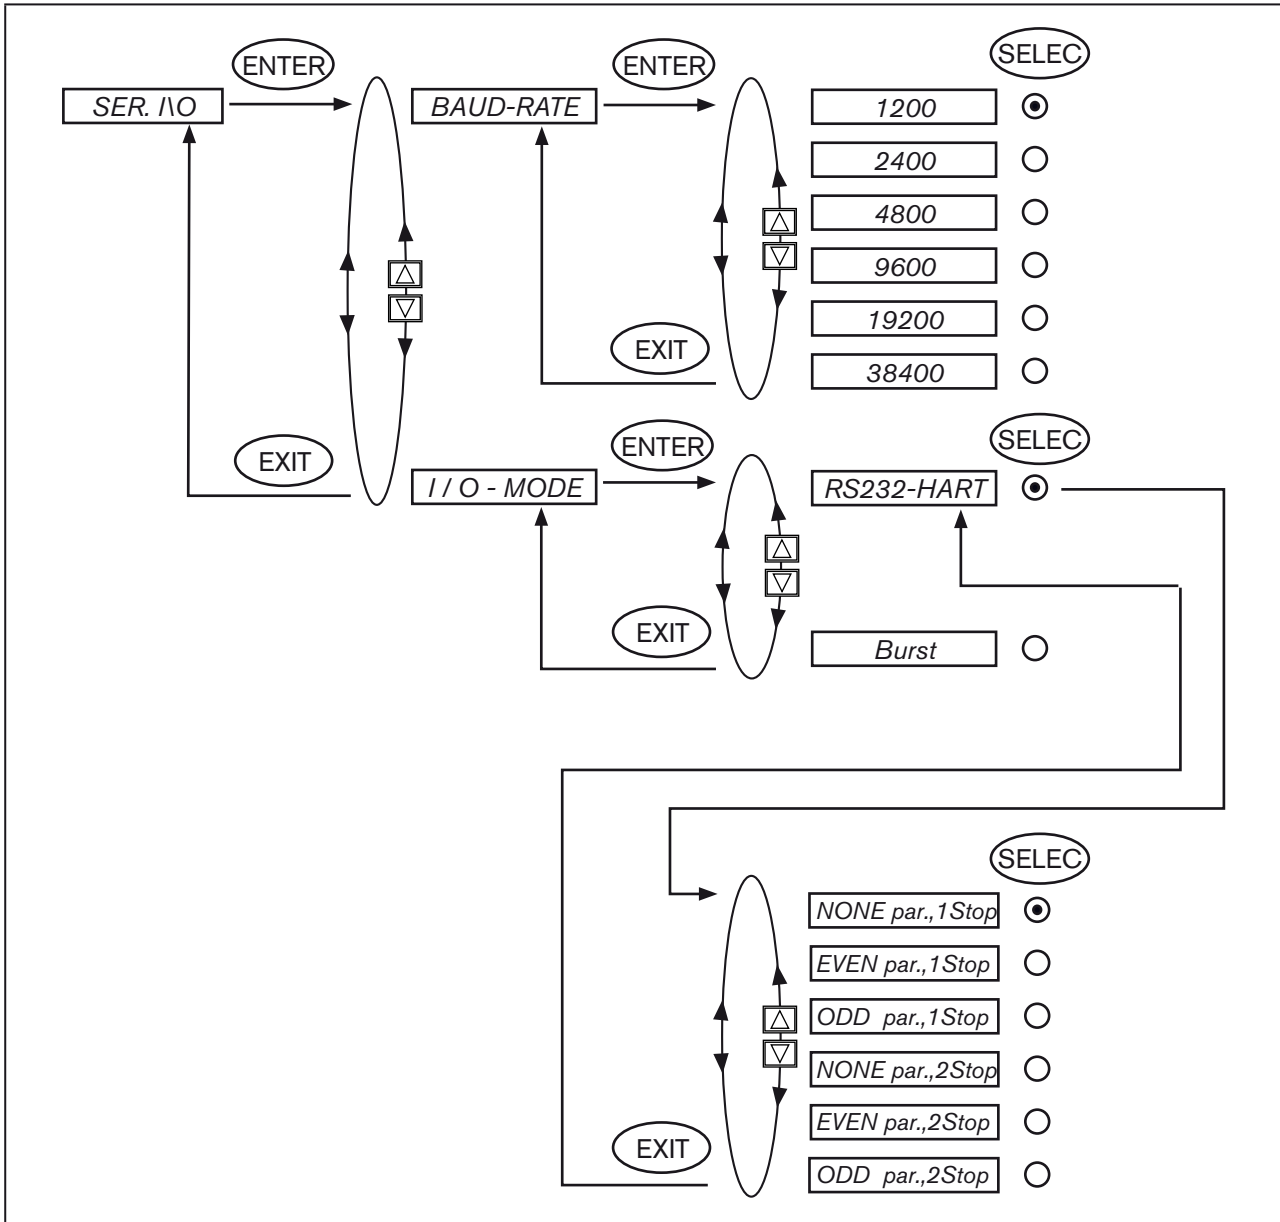 SELEC
ENTER
ENTER
SER. I\O
BAUD-RATE
1200
2400
4800
9600
19200
EXIT
38400
SELEC
ENTER
EXIT
I / O - MODE
RS232-HART
EXIT
Burst
SELEC
NONE par.,1Stop
EVEN par.,1Stop
ODD par.,1Stop
NONE par.,2Stop
EVEN par.,2Stop
EXIT
ODD par.,2Stop